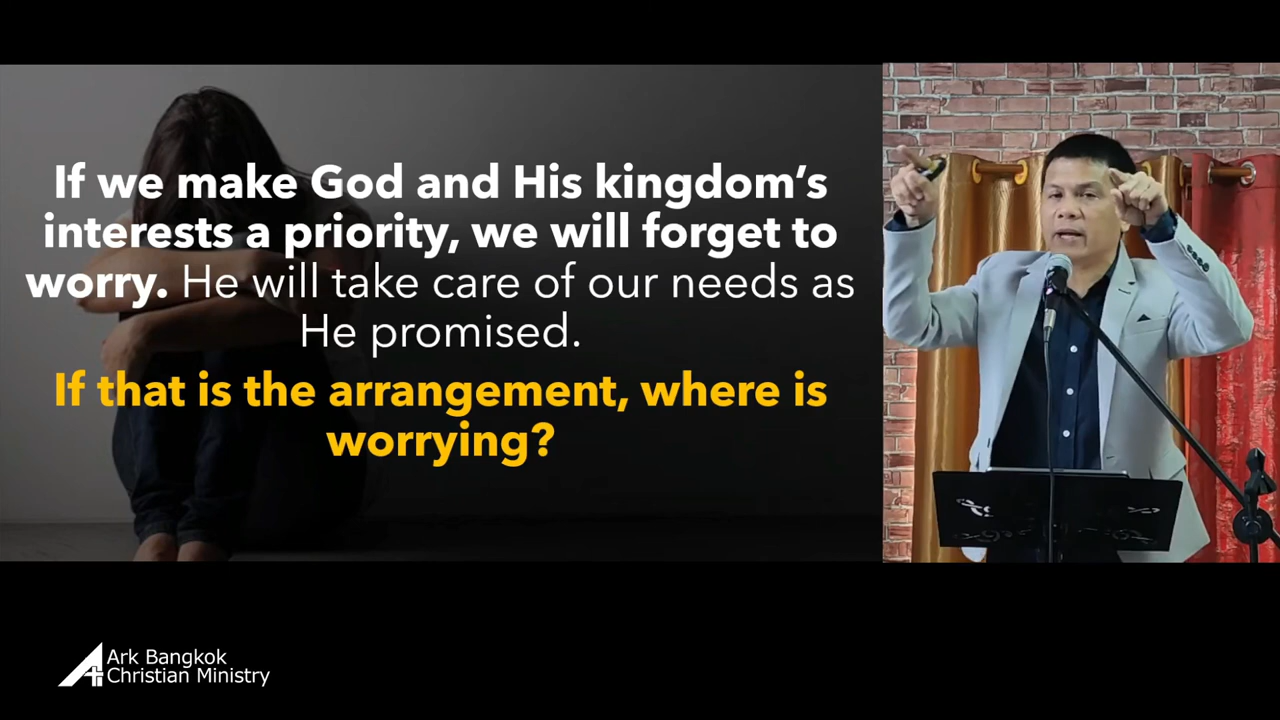 If we make God and His kingdom’s
interests a priority, we will forget to
worry. He will take care of our needs as
He promised.
If that is the arrangement, where is
worrying?
Ark Bangkok
Christian Ministry